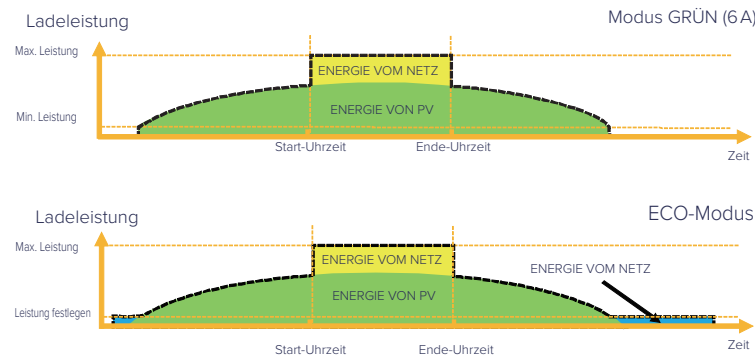 Ladeleistung
Modus GRÜN (6A)
Max. Leistung
ENERGIE VOM NETZ
ENERGIE VON PV
Min. Leistung
Start-Uhrzeit
Ende-Uhrzeit
Zeit
Ladeleistung
ECO-Modus
Max. Leistung
ENERGIE VOM NETZ
ENERGIE VOM NETZ
ENERGIE VON PV
Leistung festlegen
Start-Uhrzeit
Ende-Uhrzeit
Zeit